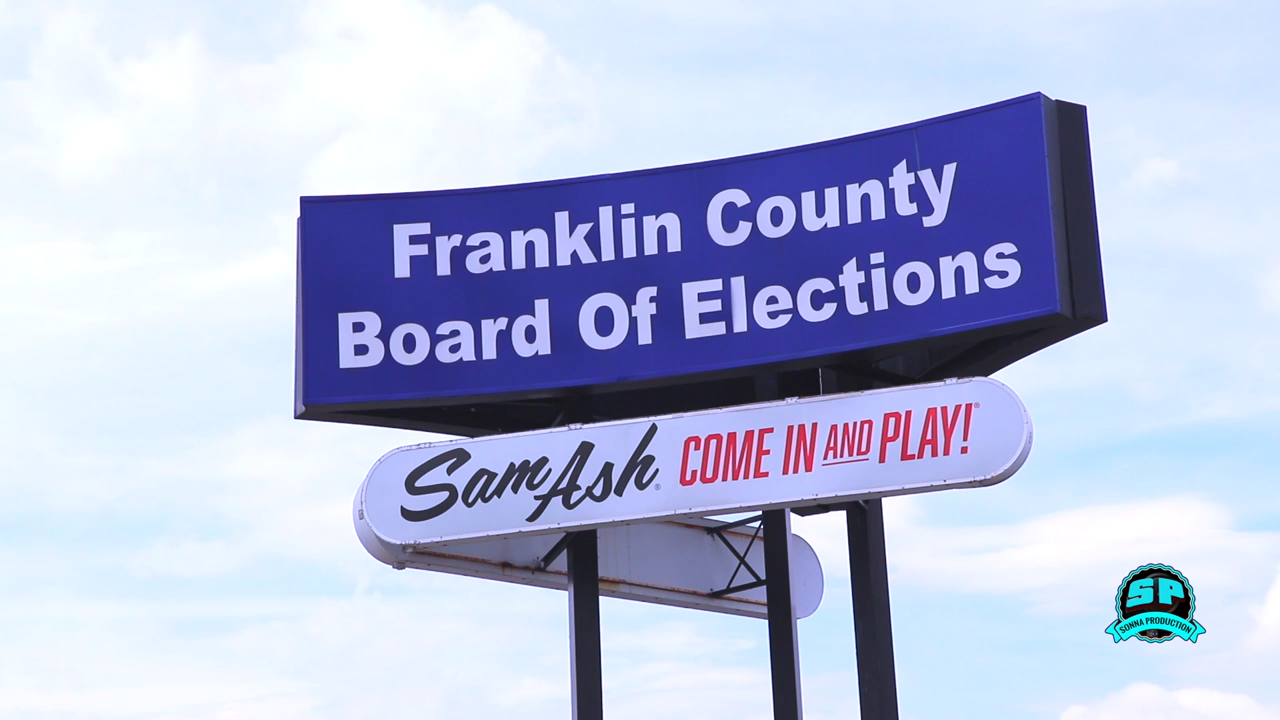 Franklin County
Board Of Elections
Sam Ash® COME IN AND PLAY!®
SP
SONNA PRODUCTION